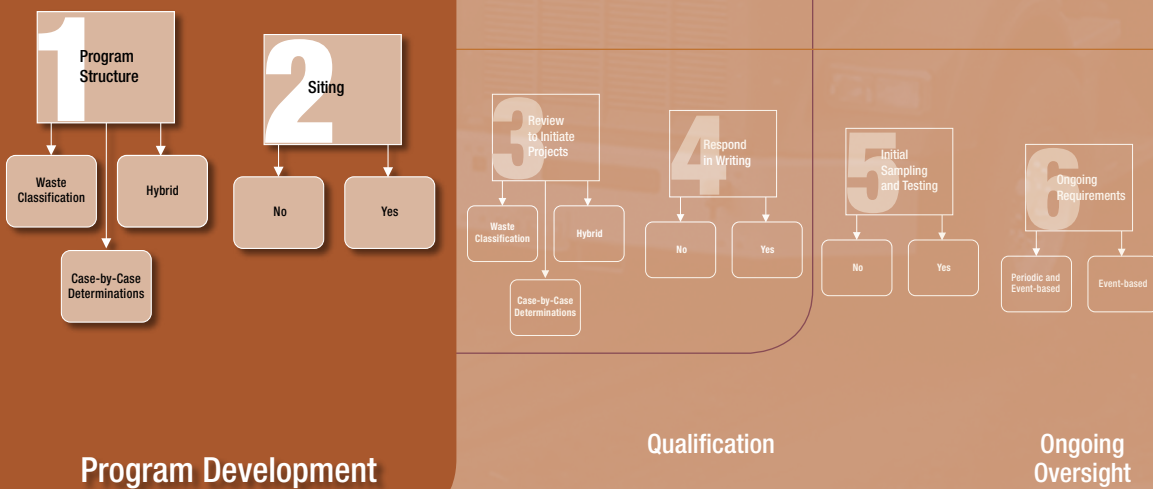 1
Program
Structure
Waste
Classification
Hybrid
Case-by-Case
Determinations
2
Siting
No
Yes
3
Review
to Initiate
Projects
Waste
Classification
Hybrid
Case-by-Case
Determinations
4
Respond
in Writing
No
Yes
5
Initial
Sampling
and Testing
No
Yes
6
Ongoing
Requirements
Periodic and
Event-based
Event-based
Program Development
Qualification
Ongoing
Oversight